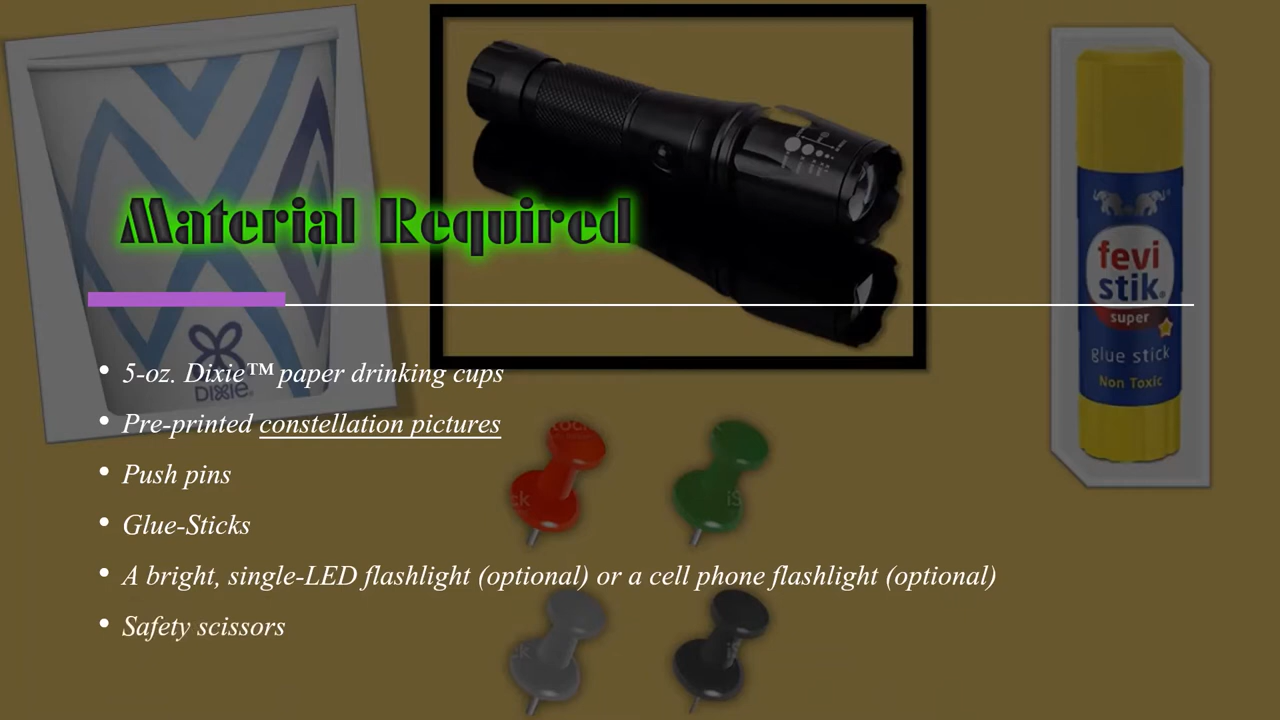 Material Required
DIXIE®
• 5-oz. Dixie™ paper drinking cups
• Pre-printed constellation pictures
• Push pins
• Glue-Sticks
• A bright, single-LED flashlight (optional) or a cell phone flashlight (optional)
• Safety scissors
fevi
stik®
super
glue stick
Non Toxic